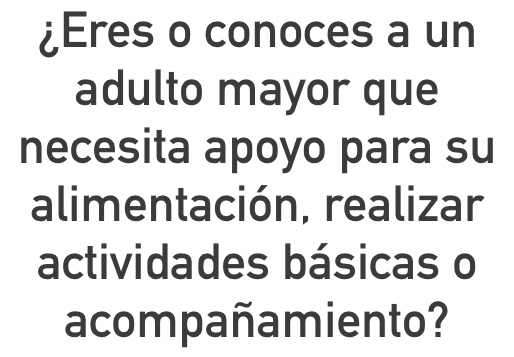 ¿Eres o conoces a un
adulto mayor que
necesita apoyo para su
alimentación, realizar
actividades básicas o
acompañamiento?